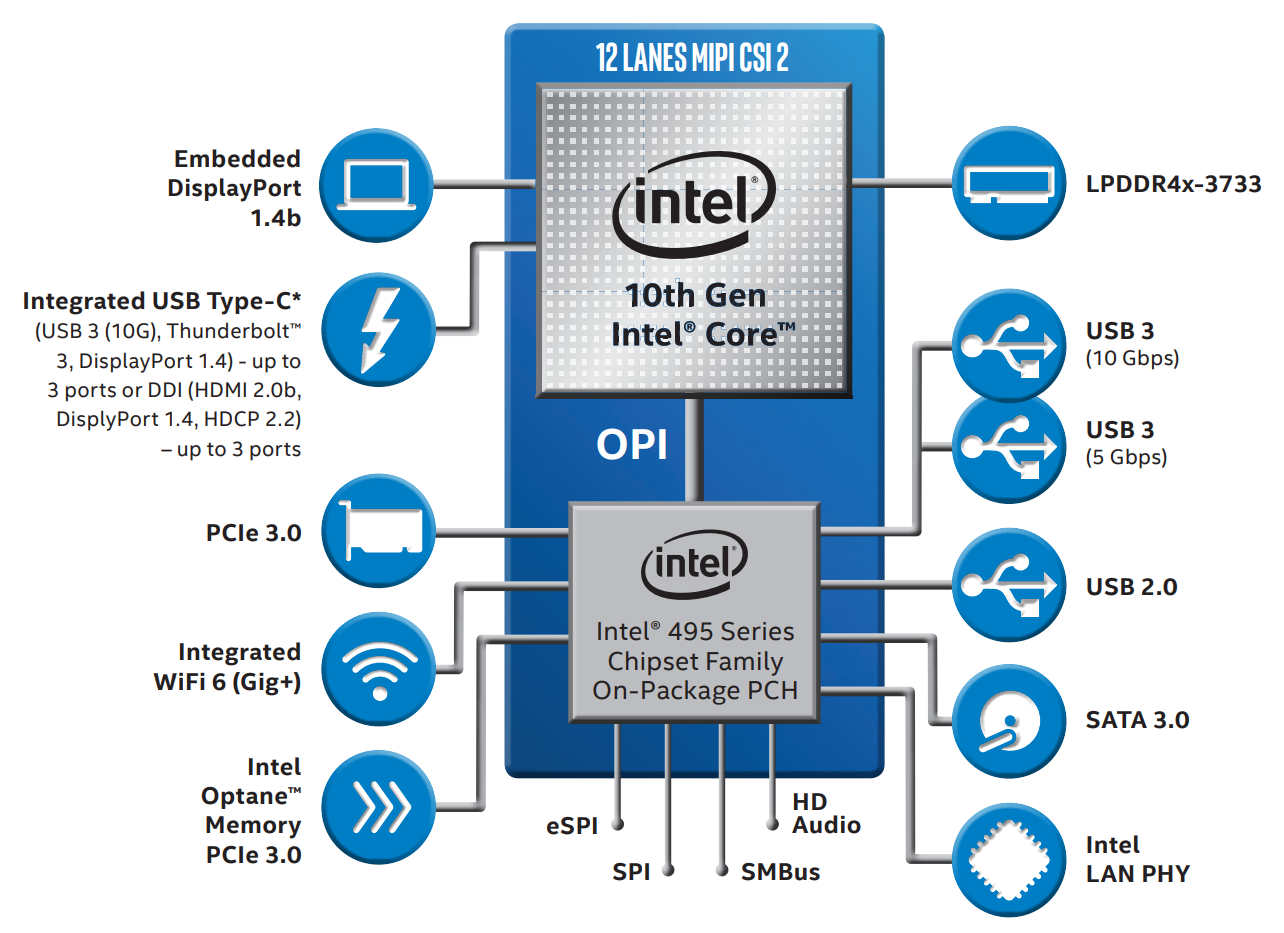 12 LANES MIPI CSI 2
intel®
10th Gen
Intel® Core™
OPI
intel®
Intel® 495 Series
Chipset Family
On-Package PCH
Embedded
DisplayPort
1.4b
Integrated USB Type-C*
(USB 3 (10G), Thunderbolt™
3, DisplayPort 1.4) - up to
3 ports or DDI (HDMI 2.0b,
DisplyPort 1.4, HDCP 2.2)
– up to 3 ports
PCIe 3.0
Integrated
WiFi 6 (Gig+)
Intel
Optane™
Memory
PCIe 3.0
LPDDR4x-3733
USB 3
(10 Gbps)
USB 3
(5 Gbps)
USB 2.0
SATA 3.0
Intel
LAN PHY
eSPI
SPI
SMBus
HD
Audio